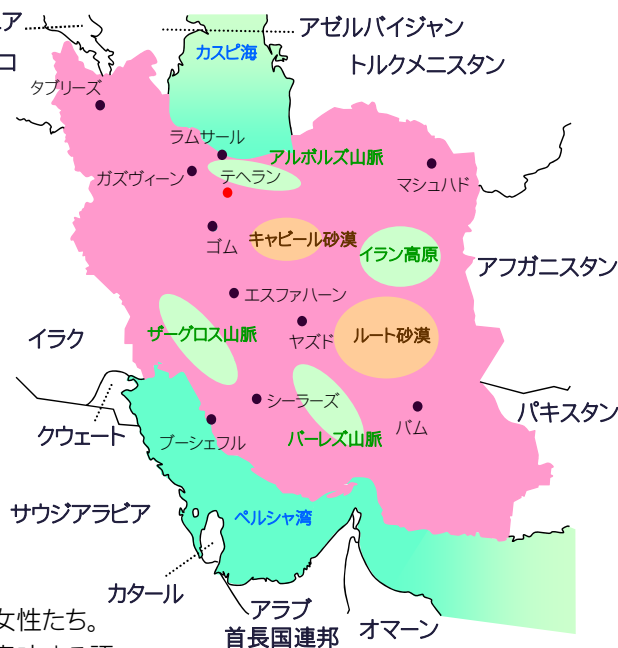 ア
アゼルバイジャン
カスピ海
コ
トルクメニスタン
タブリーズ
ラムサール
アルボルズ山脈
ガズヴィーン
テヘラン
マシュハド
ゴム
キャビール砂漠
イラン高原
アフガニスタン
エスファハーン
イラク
ザーグロス山脈
ヤズド
ルート砂漠
シーラーズ
パキスタン
クウェート
ブーシェフル
バーレズ山脈
バム
サウジアラビア
ペルシャ湾
カタール
アラブ
首長国連邦
オマーン
女性たち。